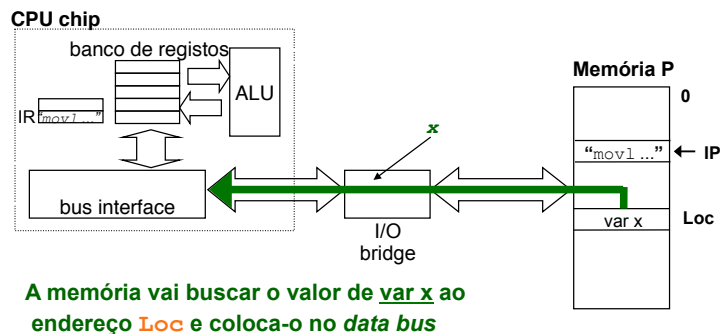 CPU chip
banco de registos
Memória P
ALU
0
IR
"movl ..."
x
"movl ..."
IP
bus interface
I/O
bridge
var x
Loc
A memória vai buscar o valor de var x ao
endereço Loc e coloca-o no data bus